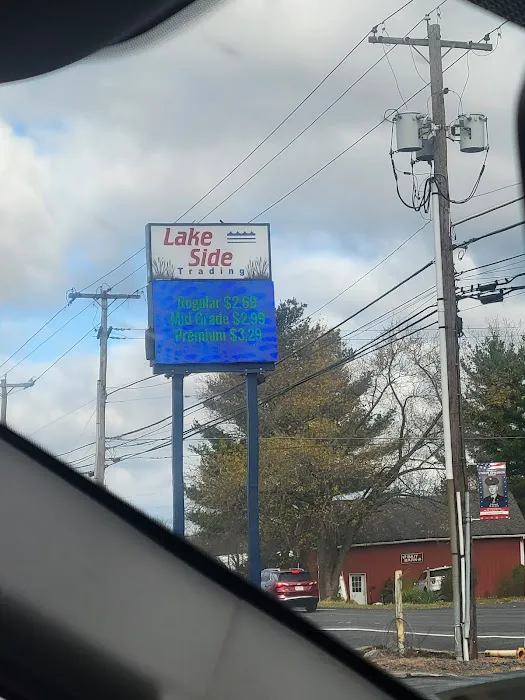 Lake
Side
Trading
Regular $2.69
Mid Grade $2.99
Premium $3.29